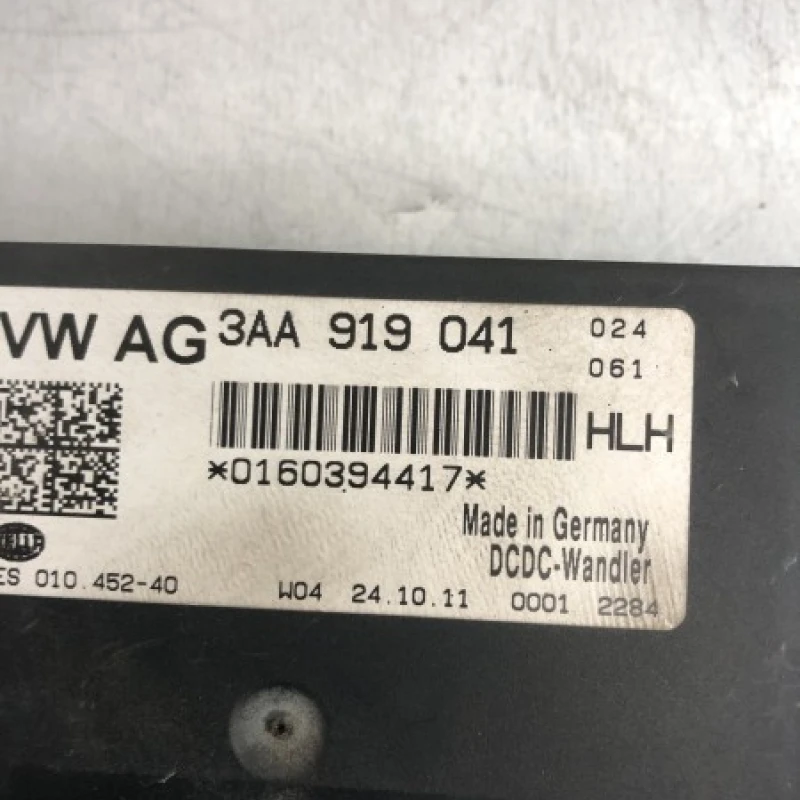 VW AG 3AA 919 041 024
061
HLH
*0160394417*
Made in Germany
DCDC-Wandler
HELLA
ES 010.452-40 W04 24.10.11 0001 2284